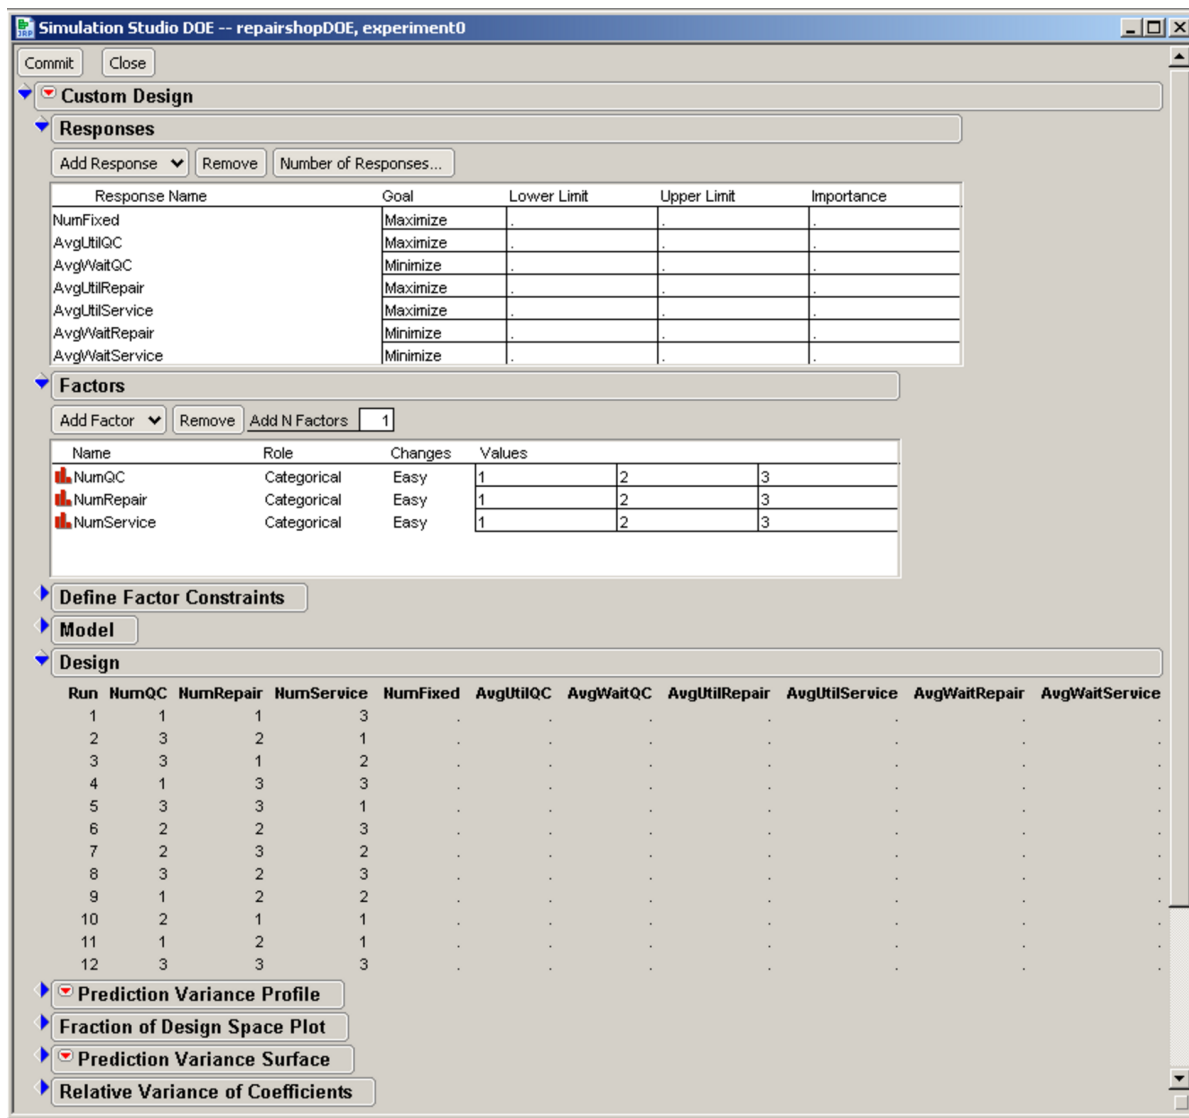 Simulation Studio DOE -- repairshopDOE, experiment0
Commit Close
Custom Design
Responses
Add Response Remove Number of Responses...
Response Name Goal Lower Limit Upper Limit Importance
NumFixed Maximize . . .
AvgUtilQC Maximize . . .
AvgWaitQC Minimize . . .
AvgUtilRepair Maximize . . .
AvgUtilService Maximize . . .
AvgWaitRepair Minimize . . .
AvgWaitService Minimize . . .
Factors
Add Factor Remove Add N Factors 1
Name Role Changes Values
NumQC Categorical Easy 1 2 3
NumRepair Categorical Easy 1 2 3
NumService Categorical Easy 1 2 3
Define Factor Constraints
Model
Design
Run NumQC NumRepair NumService NumFixed AvgUtilQC AvgWaitQC AvgUtilRepair AvgUtilService AvgWaitRepair AvgWaitService
1 1 1 3 . . . . . . .
2 3 2 1 . . . . . . .
3 3 1 2 . . . . . . .
4 1 3 3 . . . . . . .
5 3 3 1 . . . . . . .
6 2 2 3 . . . . . . .
7 2 3 2 . . . . . . .
8 3 2 3 . . . . . . .
9 1 2 2 . . . . . . .
10 2 1 1 . . . . . . .
11 1 2 1 . . . . . . .
12 3 3 3 . . . . . . .
Prediction Variance Profile
Fraction of Design Space Plot
Prediction Variance Surface
Relative Variance of Coefficients